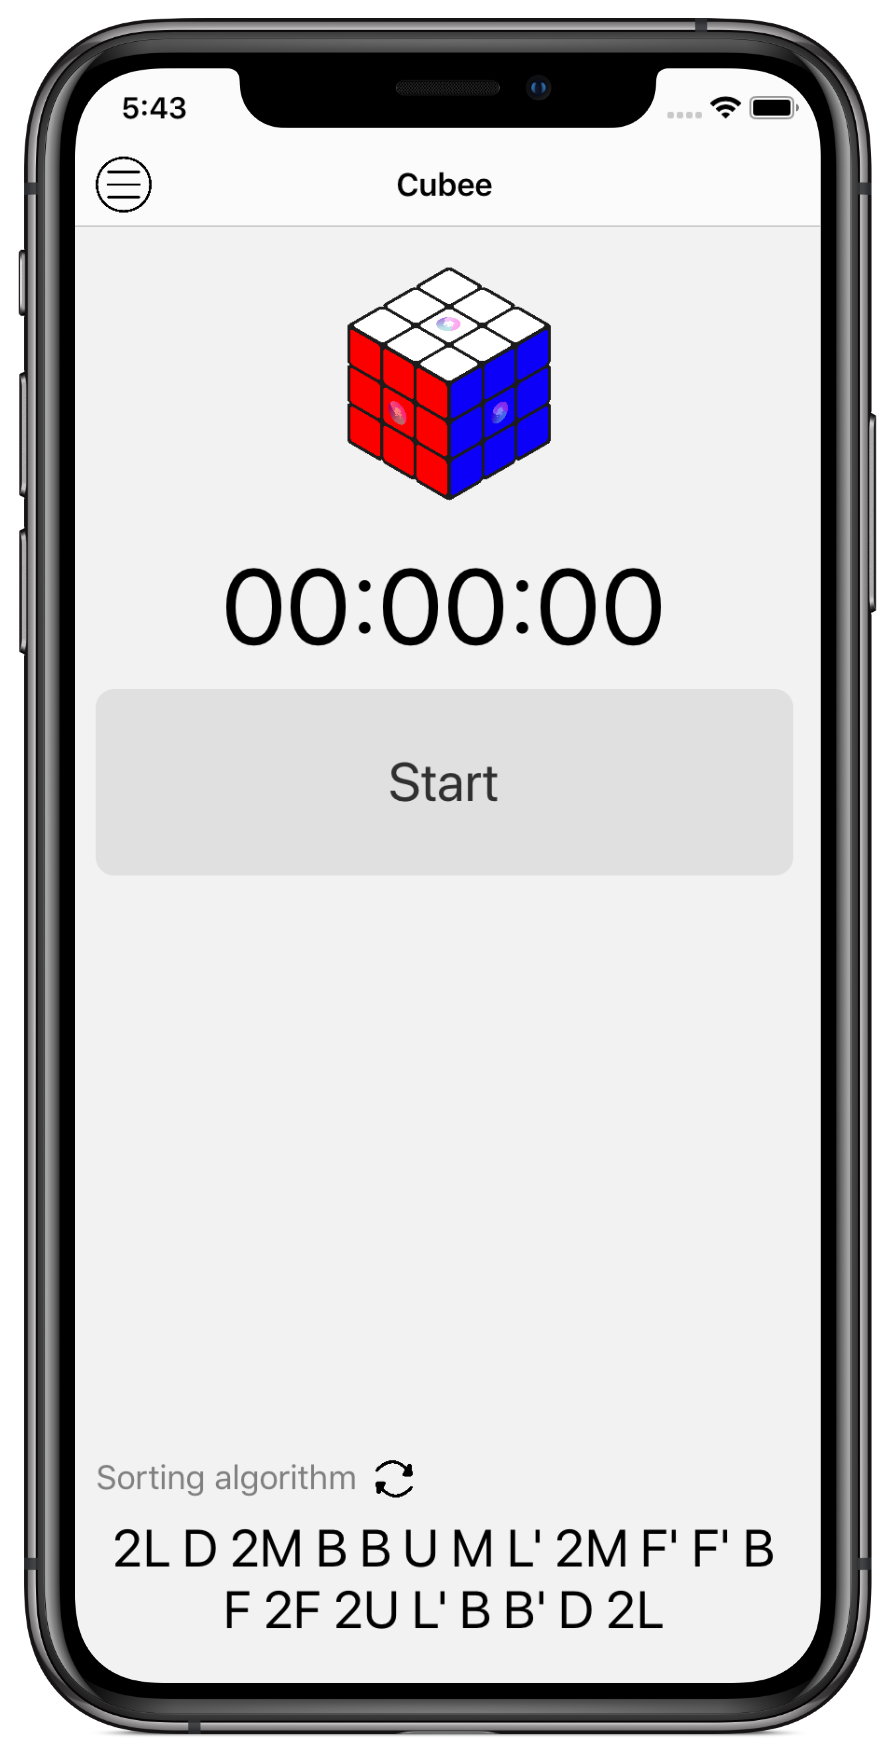 5:43
Cubee
00:00:00
Start
Sorting algorithm
2L D 2M B B U M L' 2M F' F' B
F 2F 2U L' B B' D 2L